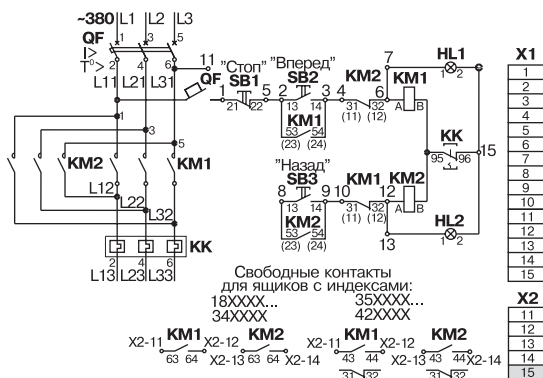 ~380 L1 L2 L3
QF 1 3 5
I>
T°> 2 4 6
L11 L21 L31
11 QF "Стоп" "Вперед" 7 HL1 X1
SB1 SB2 KM2 KM1 1 2
1 21 22 5 2 13 14 3 4 31 32 6 A B
(11) (12)
KM1
53 54
(23) (24)
1
3
5
KM2 KM1
KK
95 96 15
"Назад"
SB3 KM1 KM2
8 13 14 9 10 31 32 12 A B
(11) (12)
KM2
53 54
(23) (24)
HL2
13 1 2
L12 L22 L32
KK
2 4 6
L13 L23 L33
1
2
3
4
5
6
7
8
9
10
11
12
13
14
15
X2
11
12
13
14
15
Свободные контакты
для ящиков с индексами:
18XXXX... 35XXXX...
34XXXX 42XXXX
KM1 KM2 KM1 KM2
X2-11 63 64 X2-12 X2-13 63 64 X2-14 X2-11 43 44 X2-12 X2-13 43 44 X2-14
31 32 31 32